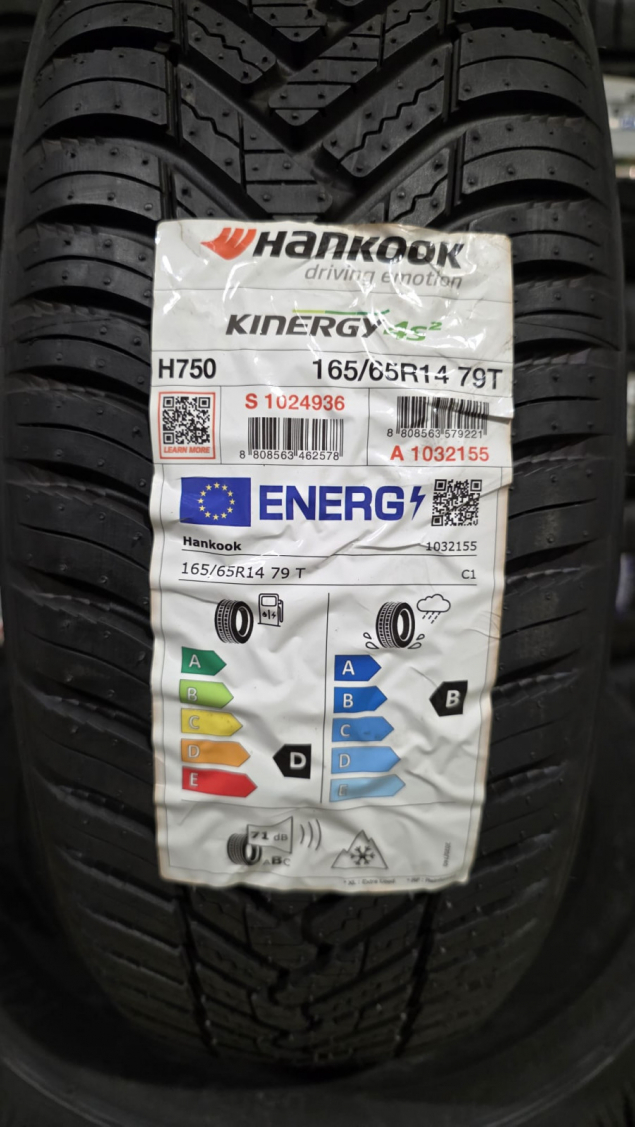 Hankook
driving emotion
KINERGY 4S²
H750 165/65R14 79T
LEARN MORE
S 1024936
8 808563 462578
8 808563 579221
A 1032155
ENERG
Hankook 1032155
165/65R14 79 T C1
A
B
C
D
E
D
A
B
C
D
E
B
71 dB
ABC